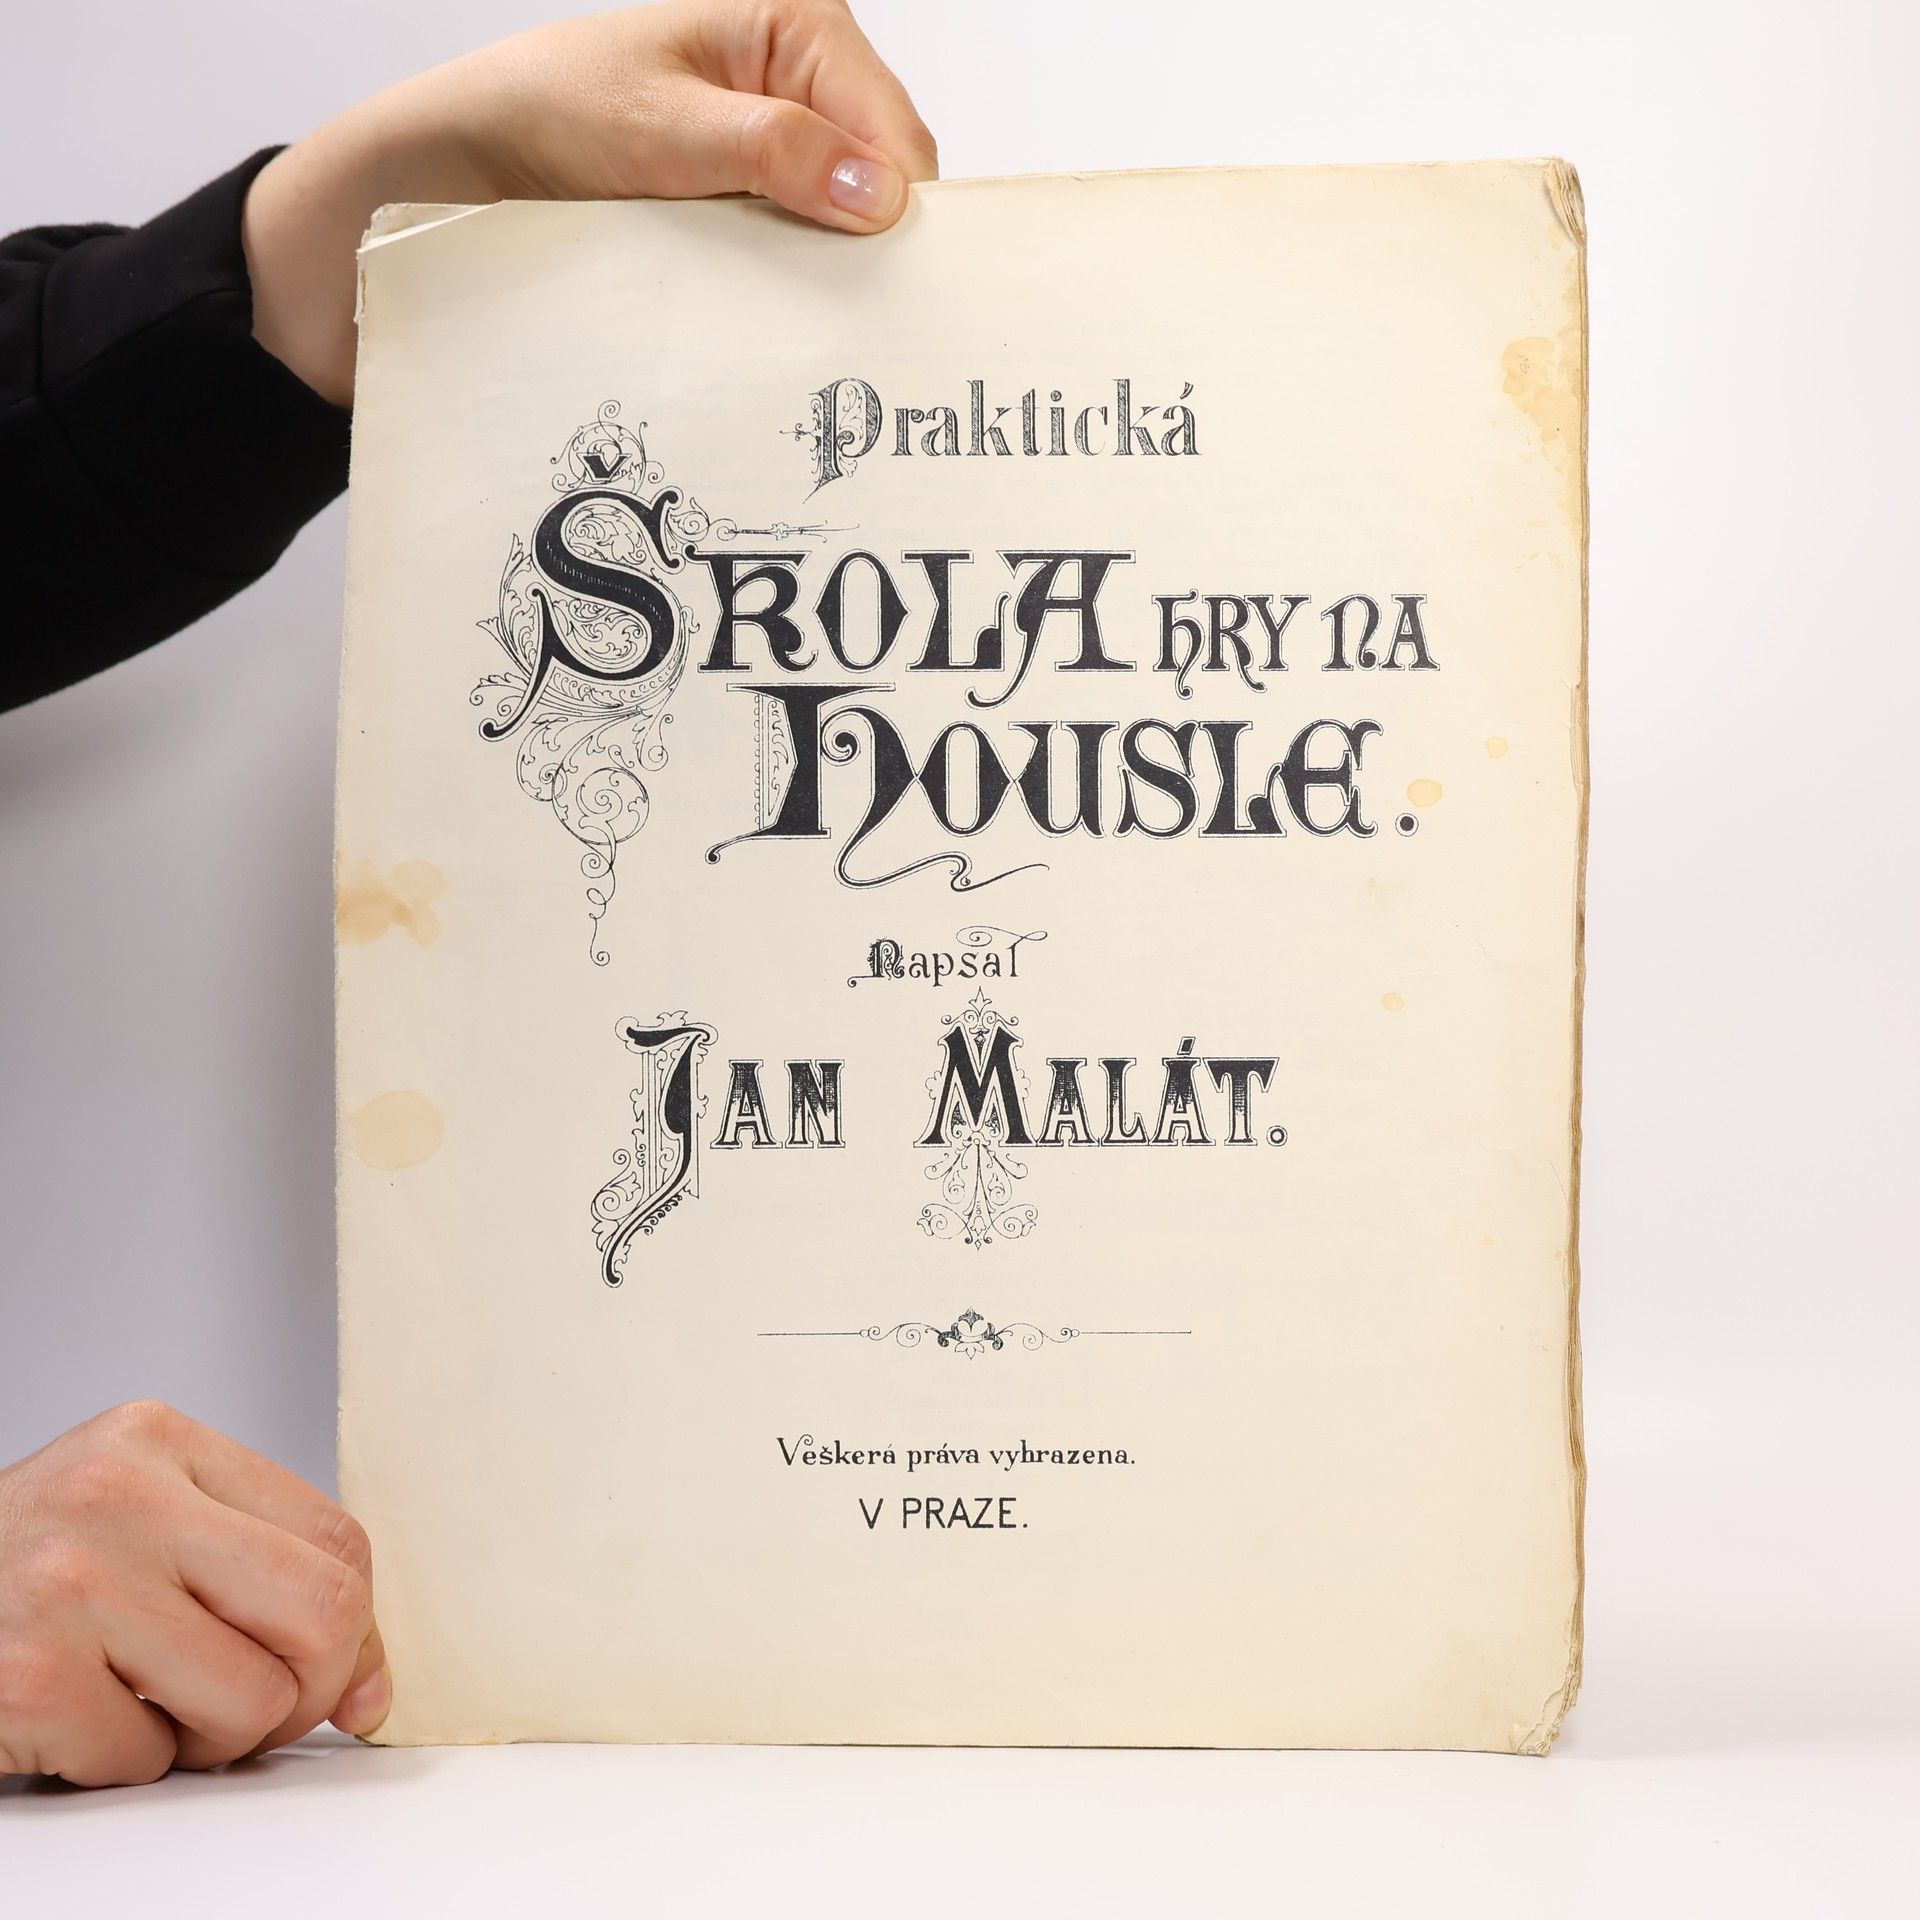 Praktická
ŠKOLA HRY NA
HOUSLE.
Napsal
JAN MALÁT.
Veškerá práva vyhrazena.
V PRAZE.